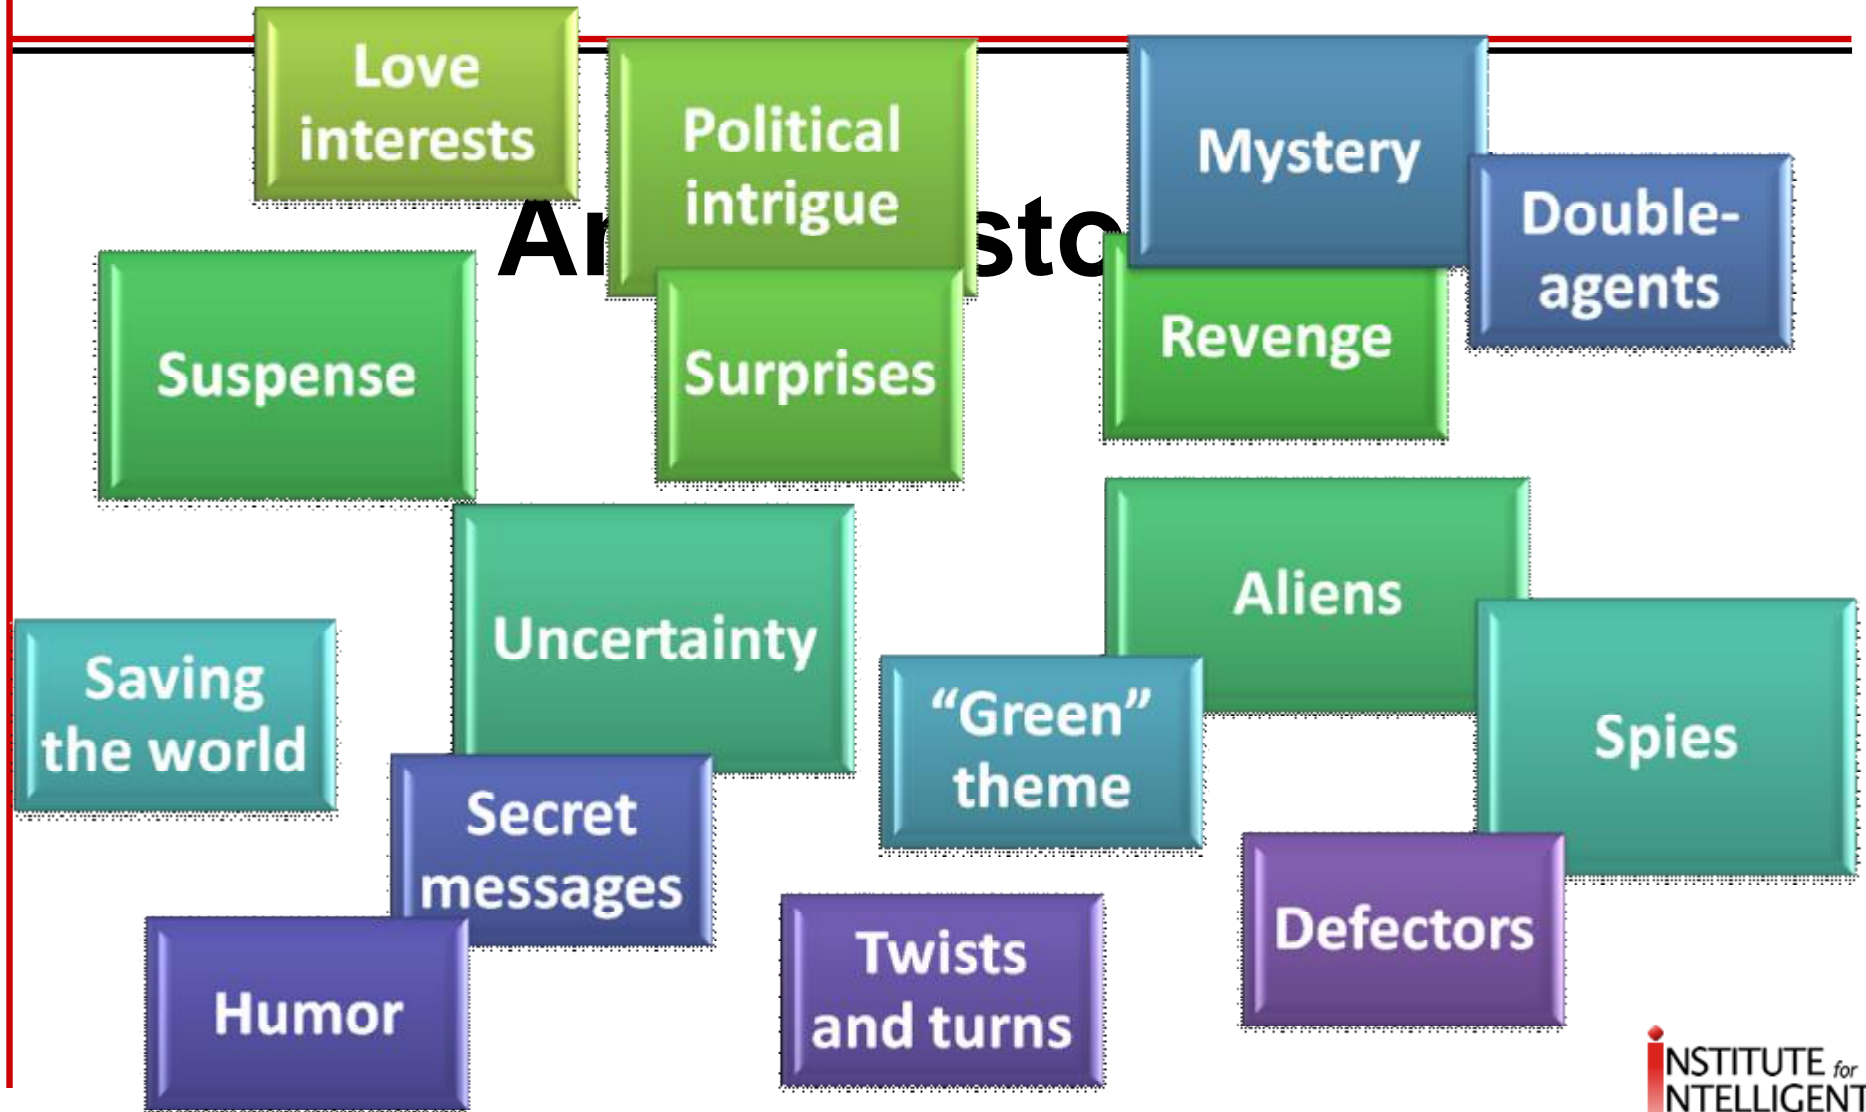 Love
interests
Political
intrigue
Mystery
Double-
agents
Suspense
Surprises
Revenge
Uncertainty
Aliens
Saving
the world
“Green”
theme
Spies
Secret
messages
Defectors
Twists
and turns
Humor
INSTITUTE for
INTELLIGENT